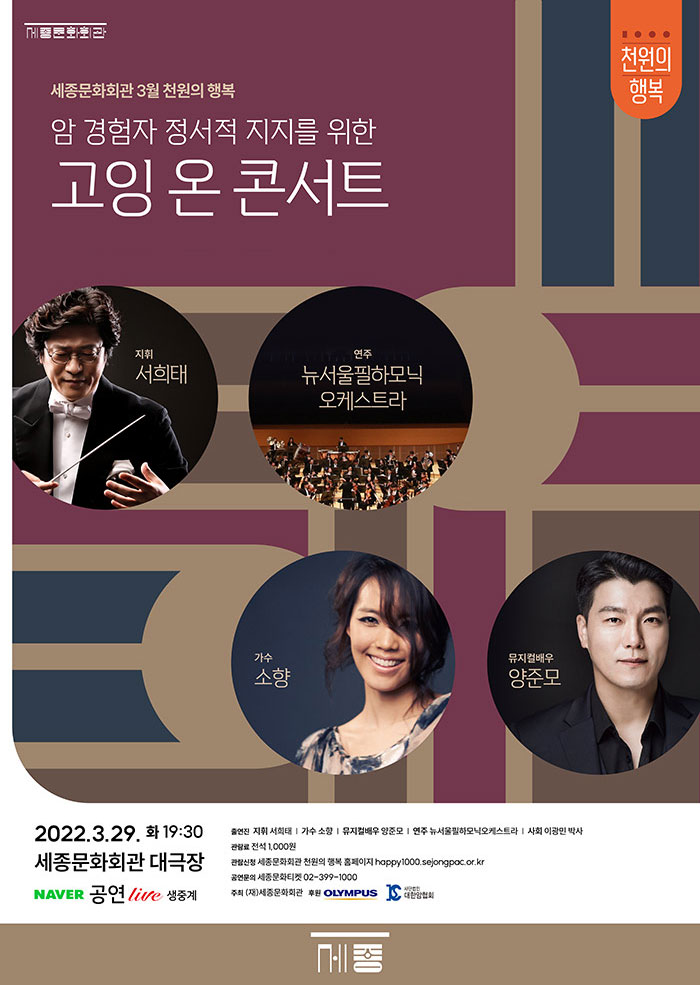 세종문화회관
1000
천원의
행복
세종문화회관 3월 천원의 행복
암 경험자 정서적 지지를 위한
고잉 온 콘서트
지휘
서희태
연주
뉴서울필하모닉
오케스트라
가수
소향
뮤지컬배우
양준모
2022.3.29. 화 19:30
세종문화회관 대극장
NAVER 공연 live 생중계
출연진 지휘 서희태 | 가수 소향 | 뮤지컬배우 양준모 | 연주 뉴서울필하모닉오케스트라 | 사회 이광민 박사
관람료 전석 1,000원
관람신청 세종문화회관 천원의 행복 홈페이지 happy1000.sejongpac.or.kr
공연문의 세종문화티켓 02-399-1000
주최 (재)세종문화회관 후원 OLYMPUS 사단법인 대한암협회
세종